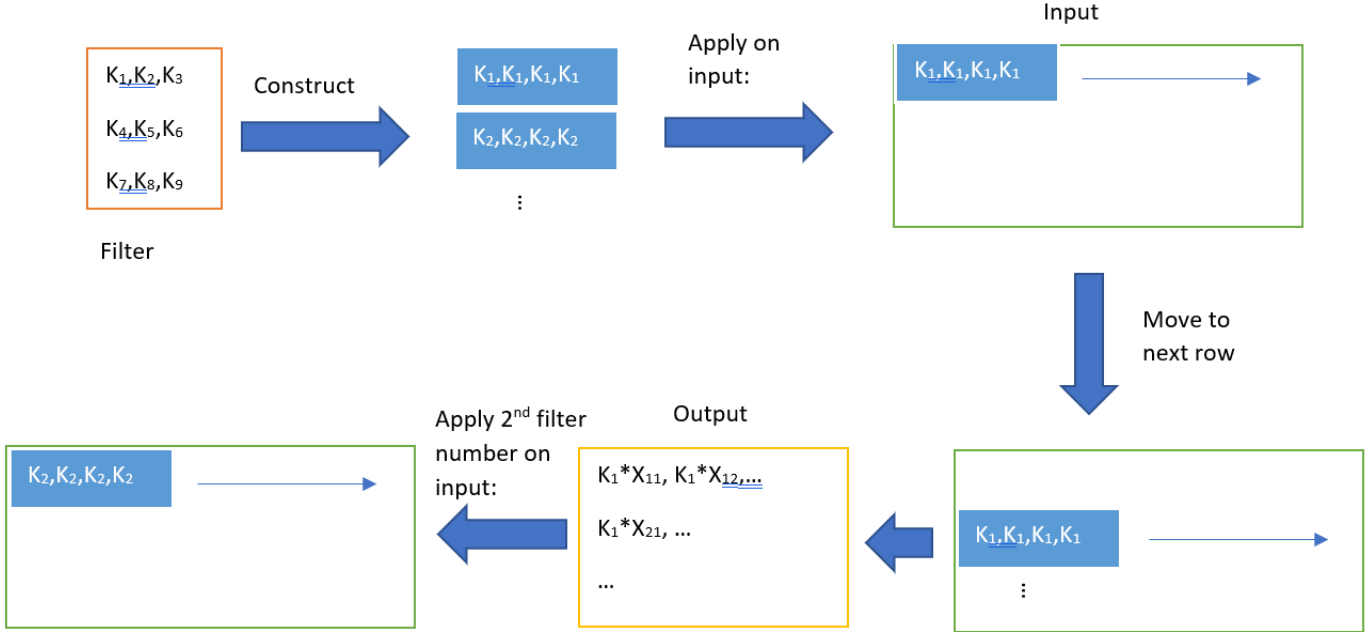 Input
Apply on
input:
K₁,K₂,K₃
K₄,K₅,K₆
K₇,K₈,K₉
Filter
Construct
K₁,K₁,K₁,K₁
K₂,K₂,K₂,K₂
⋮
K₁,K₁,K₁,K₁
Move to
next row
K₁,K₁,K₁,K₁
⋮
Output
K₁*X₁₁, K₁*X₁₂,...
K₁*X₂₁, ...
...
Apply 2ⁿᵈ filter
number on
input:
K₂,K₂,K₂,K₂